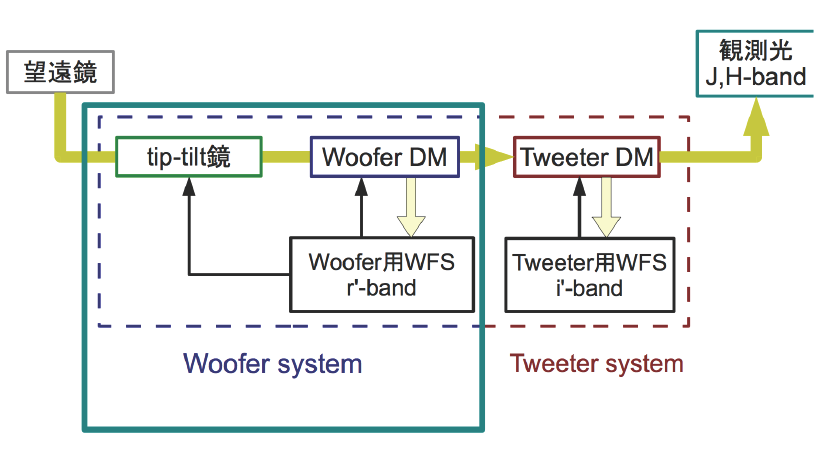 望遠鏡
観測光
J,H-band
tip-tilt鏡
Woofer DM
Tweeter DM
Woofer用WFS
r'-band
Tweeter用WFS
i'-band
Woofer system
Tweeter system